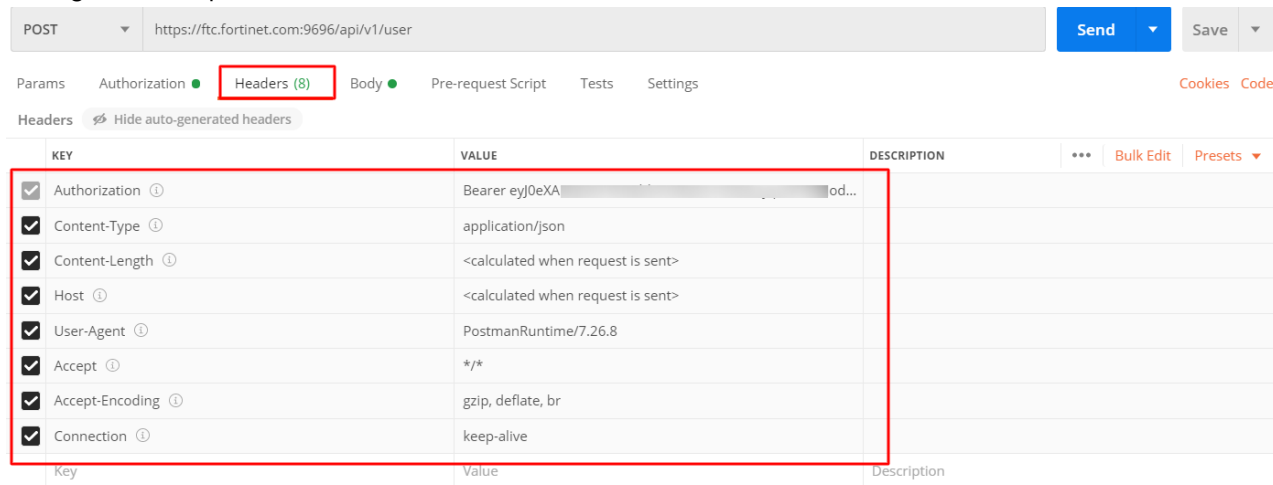 POST https://ftc.fortinet.com:9696/api/v1/user Send Save
Params Authorization Headers (8) Body Pre-request Script Tests Settings Cookies Code
Headers Hide auto-generated headers
KEY VALUE DESCRIPTION ••• Bulk Edit Presets
Authorization Bearer eyJ0eXA od...
Content-Type application/json
Content-Length <calculated when request is sent>
Host <calculated when request is sent>
User-Agent PostmanRuntime/7.26.8
Accept */*
Accept-Encoding gzip, deflate, br
Connection keep-alive
Key Value Description